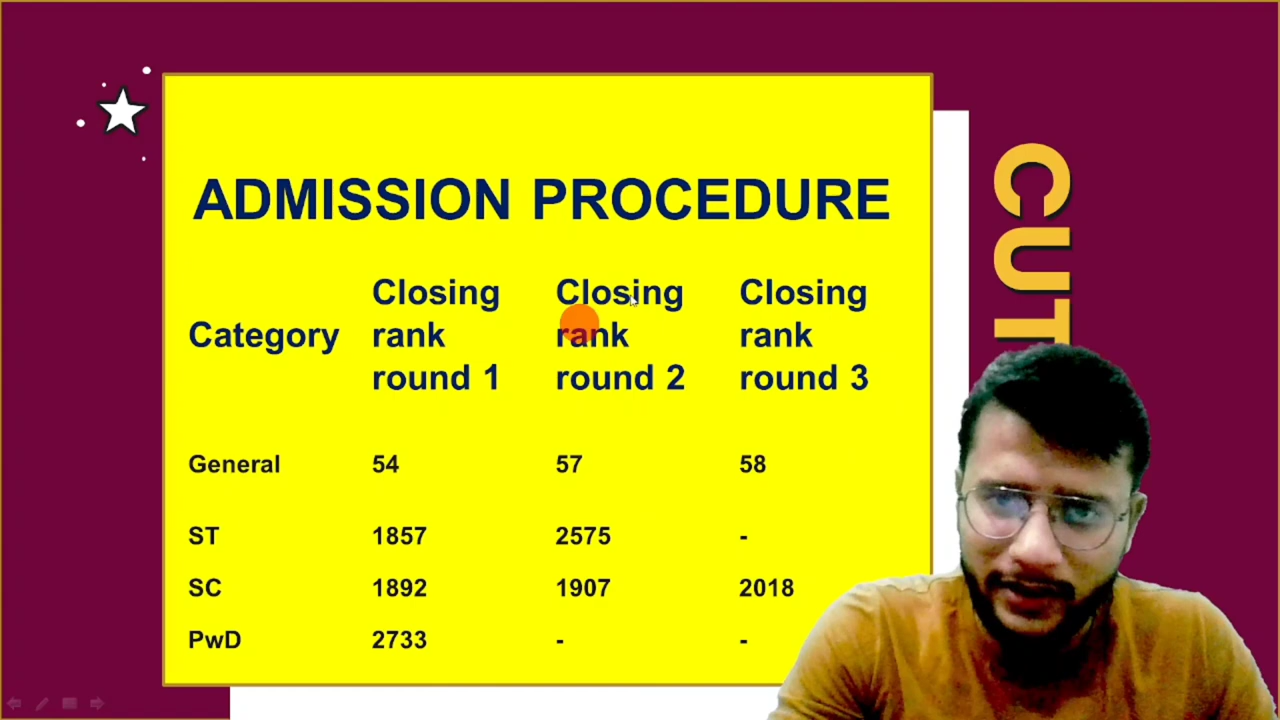 ADMISSION PROCEDURE
Category Closing rank round 1 Closing rank round 2 Closing rank round 3
General 54 57 58
ST 1857 2575 -
SC 1892 1907 2018
PwD 2733 - -
CUT